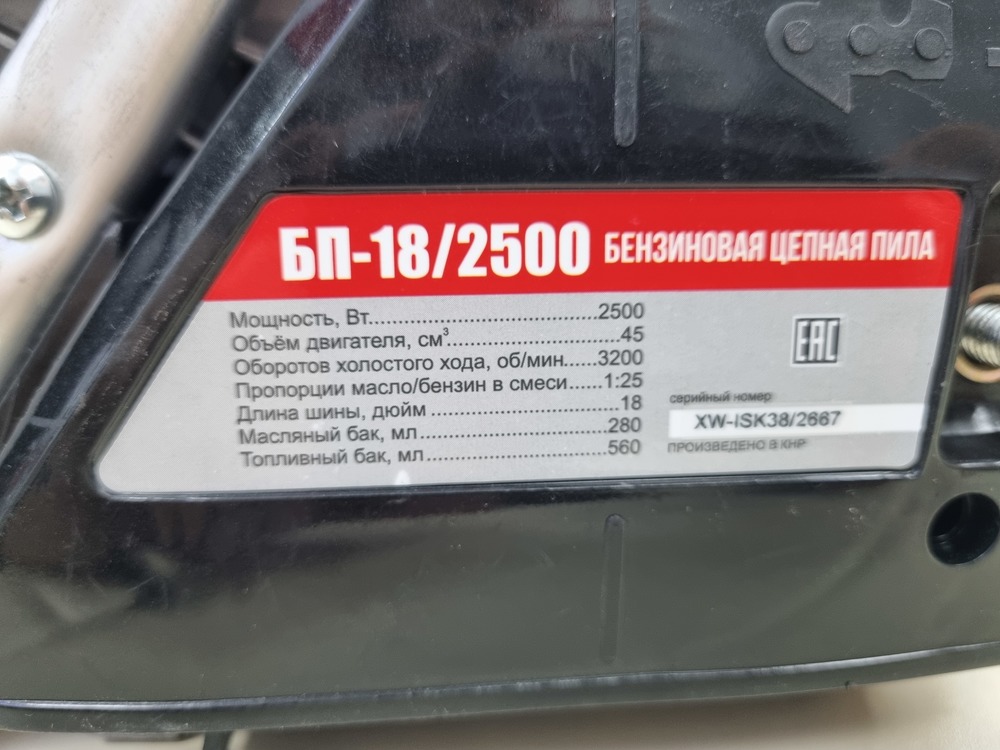 БП-18/2500 БЕНЗИНОВАЯ ЦЕПНАЯ ПИЛА
Мощность, Вт..................................2500
Объём двигателя, см³..........................45
Оборотов холостого хода, об/мин......3200
Пропорции масло/бензин в смеси......1:25
Длина шины, дюйм.............................18
Масляный бак, мл.............................280
Топливный бак, мл...........................560
EAC
серийный номер
XW-ISK38/2667
ПРОИЗВЕДЕНО В КНР